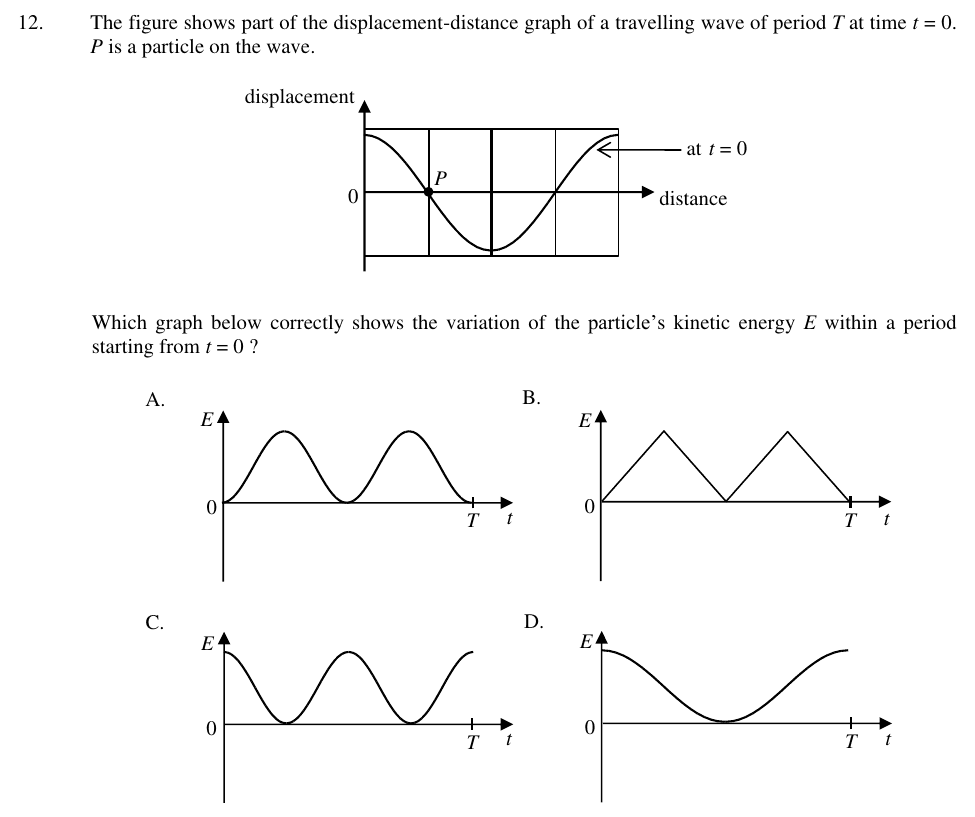 12. The figure shows part of the displacement-distance graph of a travelling wave of period T at time t = 0.
P is a particle on the wave.
displacement
at t = 0
P
0
distance
Which graph below correctly shows the variation of the particle's kinetic energy E within a period
starting from t = 0 ?
A.
E
0
T
t
B.
E
0
T
t
C.
E
0
T
t
D.
E
0
T
t